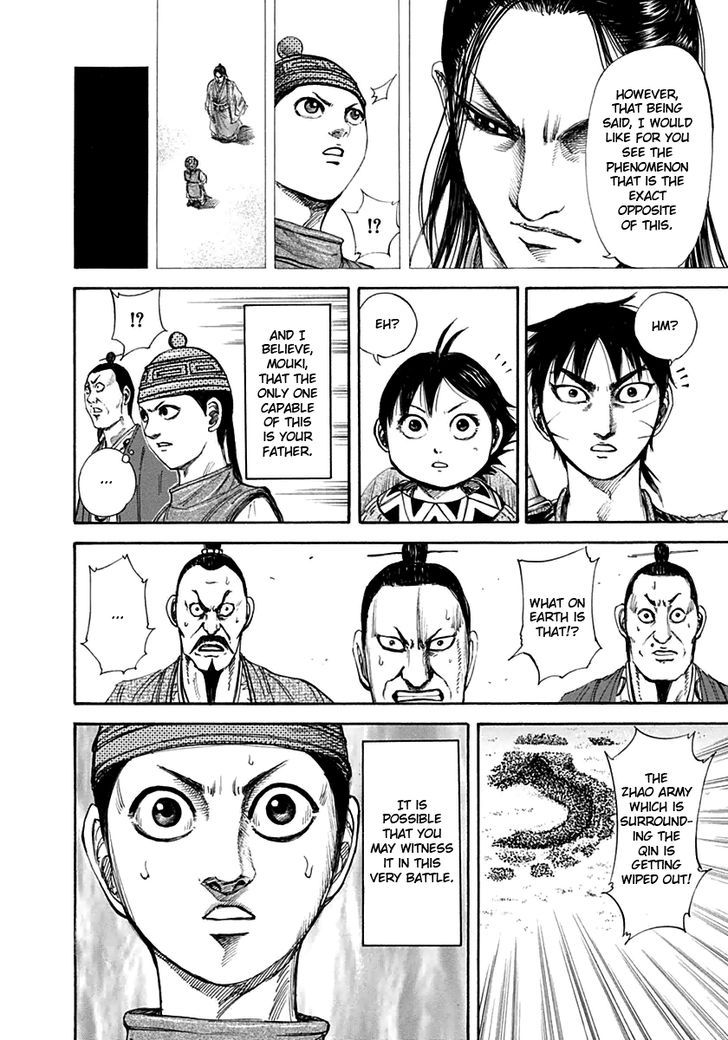 HOWEVER,
THAT BEING
SAID, I WOULD
LIKE FOR YOU
SEE THE
PHENOMENON
THAT IS THE
EXACT
OPPOSITE
OF THIS.
!?
HM?
EH?
AND I
BELIEVE,
MOUKI,
THAT THE
ONLY ONE
CAPABLE
OF THIS
IS YOUR
FATHER.
!?
...
WHAT ON
EARTH IS
THAT!?
...
THE
ZHAO ARMY
WHICH IS
SURROUND-
ING THE
QIN IS
GETTING
WIPED OUT!
IT IS
POSSIBLE
THAT YOU
MAY WITNESS
IT IN THIS
VERY BATTLE.